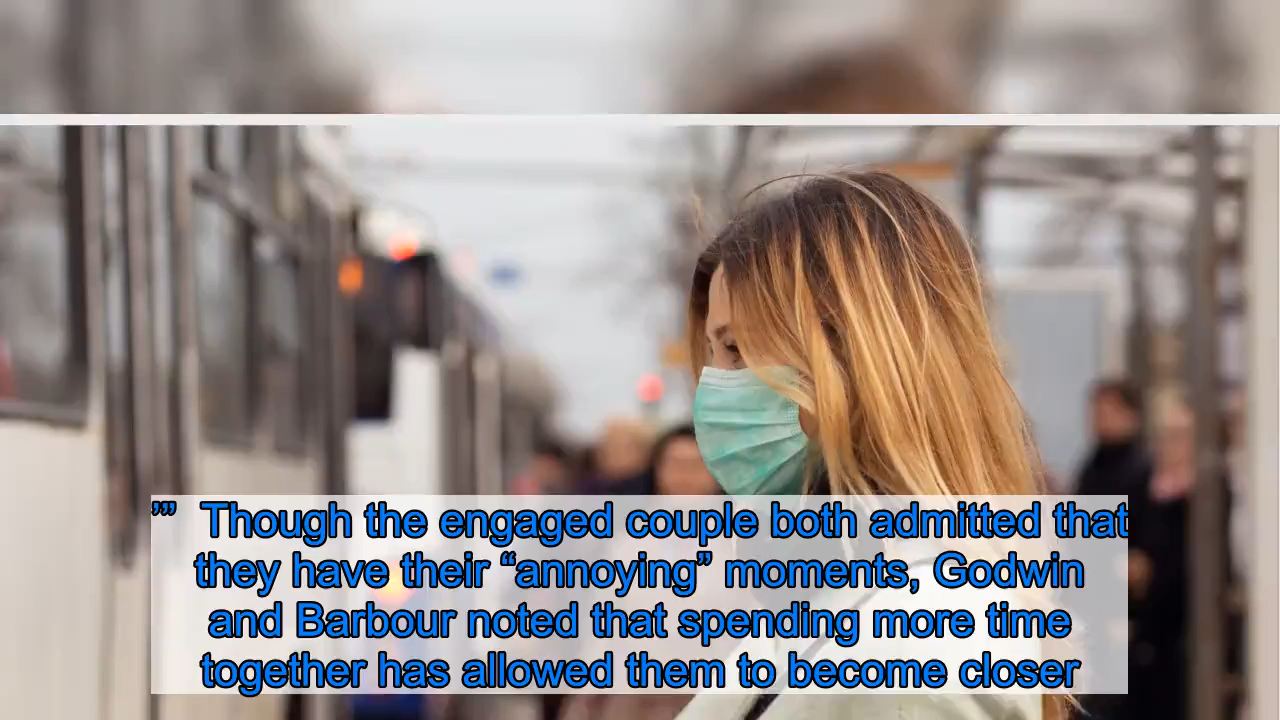 ’”  Though the engaged couple both admitted that
they have their “annoying” moments, Godwin
and Barbour noted that spending more time
together has allowed them to become closer